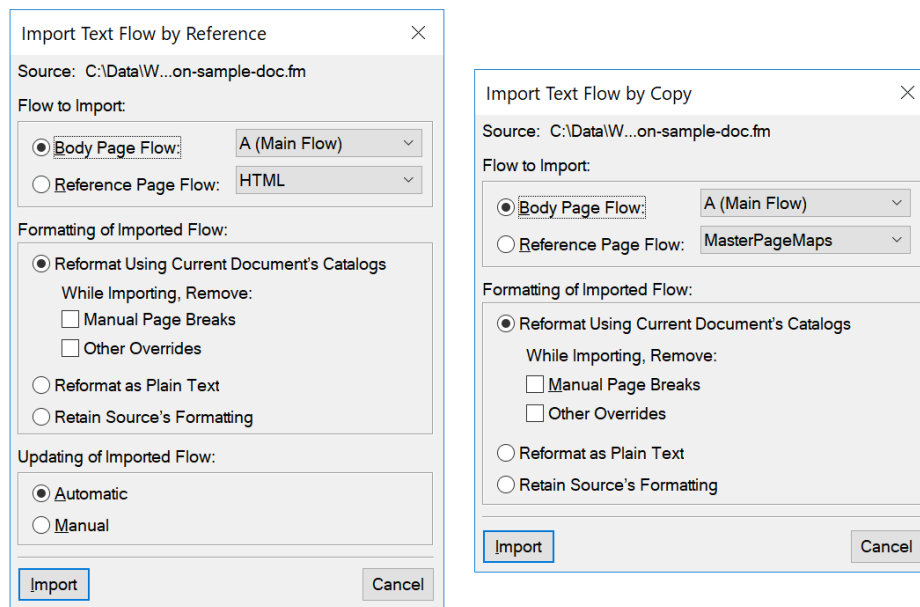 Import Text Flow by Reference
Source: C:\Data\W...on-sample-doc.fm
Flow to Import:
Body Page Flow: A (Main Flow)
Reference Page Flow: HTML
Formatting of Imported Flow:
Reformat Using Current Document's Catalogs
While Importing, Remove:
Manual Page Breaks
Other Overrides
Reformat as Plain Text
Retain Source's Formatting
Updating of Imported Flow:
Automatic
Manual
Import Cancel
Import Text Flow by Copy
Source: C:\Data\W...on-sample-doc.fm
Flow to Import:
Body Page Flow: A (Main Flow)
Reference Page Flow: MasterPageMaps
Formatting of Imported Flow:
Reformat Using Current Document's Catalogs
While Importing, Remove:
Manual Page Breaks
Other Overrides
Reformat as Plain Text
Retain Source's Formatting
Import Cancel